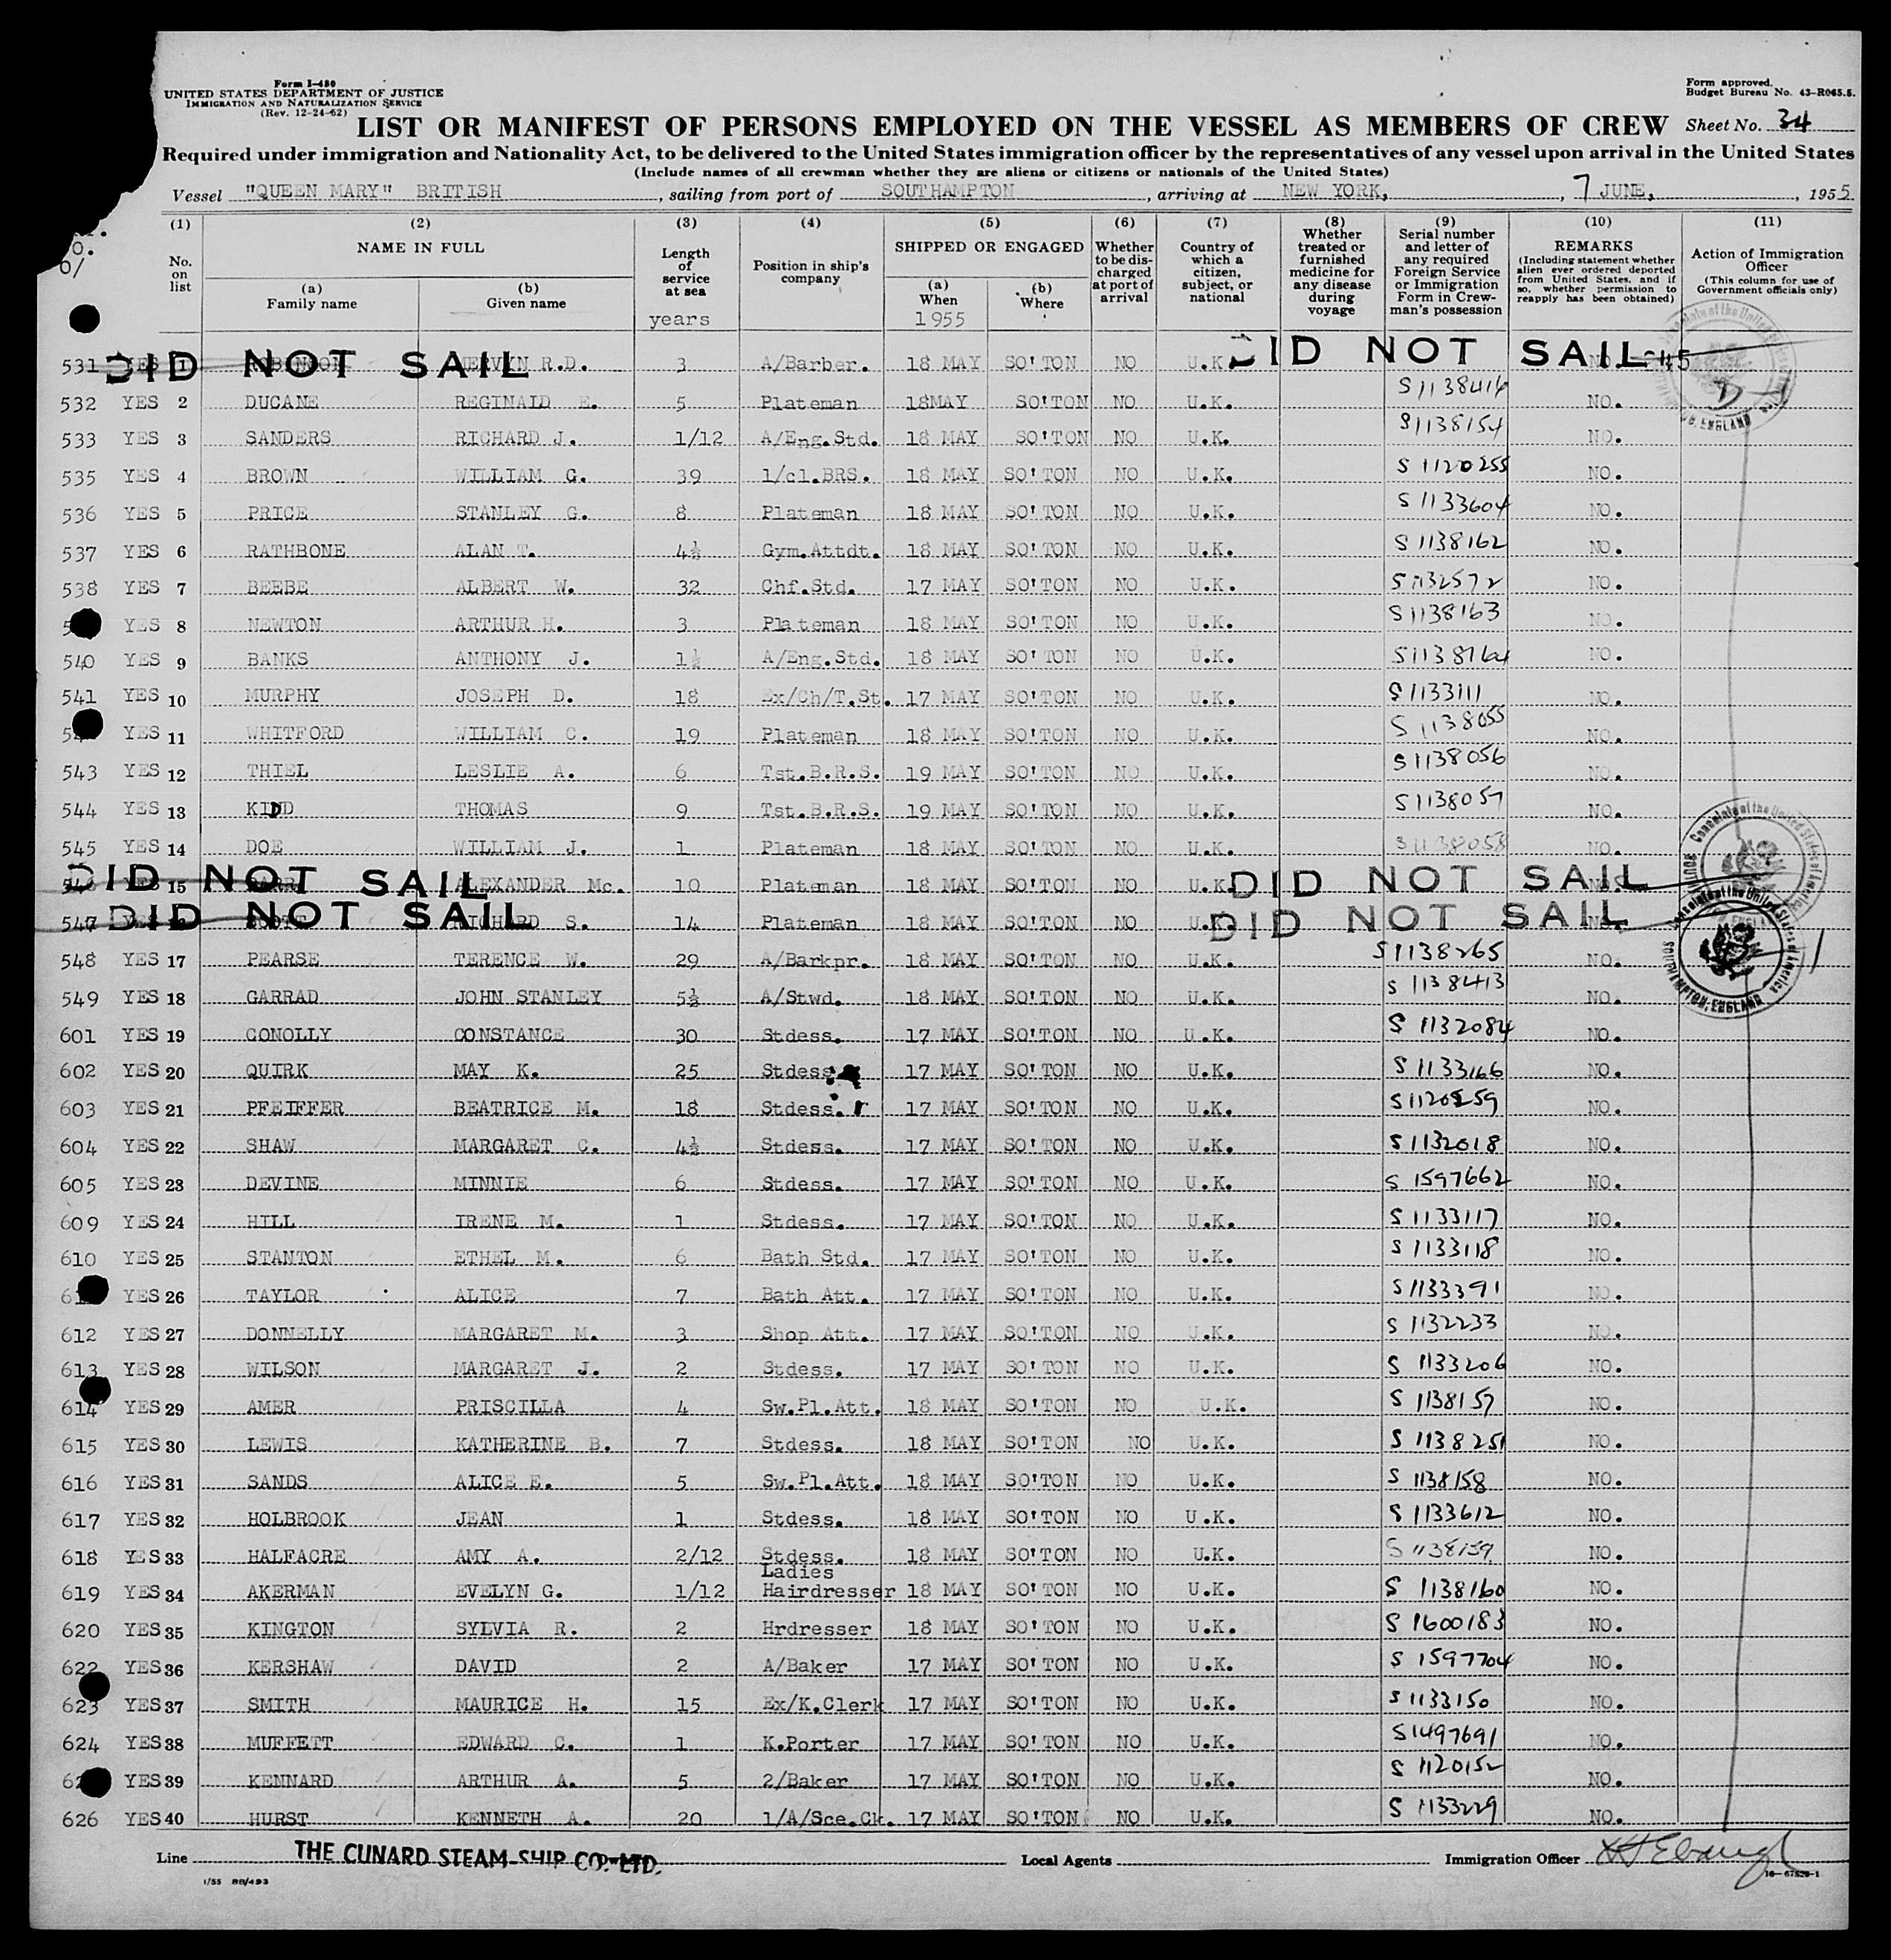 Form I-480
UNITED STATES DEPARTMENT OF JUSTICE
IMMIGRATION AND NATURALIZATION SERVICE
(Rev. 12-24-52)
Form approved.
Budget Bureau No. 43-R065.5.
LIST OR MANIFEST OF PERSONS EMPLOYED ON THE VESSEL AS MEMBERS OF CREW Sheet No. 34
Required under immigration and Nationality Act, to be delivered to the United States immigration officer by the representatives of any vessel upon arrival in the United States
(Include names of all crewman whether they are aliens or citizens or nationals of the United States)
Vessel "QUEEN MARY" BRITISH, sailing from port of SOUTHAMPTON, arriving at NEW YORK, 7 JUNE, 1955
(1) (2) (3) (4) (5) (6) (7) (8) (9) (10) (11)
No. on list
NAME IN FULL
(a) Family name
(b) Given name
Length of service at sea
years
Position in ship's company
SHIPPED OR ENGAGED
(a) When
1955
(b) Where
Whether to be discharged at port of arrival
Country of which a citizen, subject, or national
Whether treated or furnished medicine for any disease during voyage
Serial number and letter of any required Foreign Service or Immigration Form in Crewman's possession
REMARKS
(Including statement whether alien ever ordered deported from United States, and if so, whether permission to reapply has been obtained)
Action of Immigration Officer
(This column for use of Government officials only)
531 YES 1 MERVIN R.D. 3 A/Barber. 18 MAY SO'TON NO U.K. DID NOT SAIL DID NOT SAIL
532 YES 2 DUCANE REGINALD E. 5 Plateman 18MAY SO'TON NO U.K. S1138414 NO.
533 YES 3 SANDERS RICHARD J. 1/12 A/Eng.Std. 18 MAY SO'TON NO U.K. S1138154 NO.
535 YES 4 BROWN WILLIAM G. 39 1/cl.BRS. 18 MAY SO'TON NO U.K. S 1120255 NO.
536 YES 5 PRICE STANLEY G. 8 Plateman 18 MAY SO'TON NO U.K. S 1133604 NO.
537 YES 6 RATHBONE ALAN T. 4½ Gym.Attdt. 18 MAY SO'TON NO U.K. S 1138162 NO.
538 YES 7 BEEBE ALBERT W. 32 Chf.Std. 17 MAY SO'TON NO U.K. S1132572 NO.
YES 8 NEWTON ARTHUR H. 3 Plateman 18 MAY SO'TON NO U.K. S1138163 NO.
540 YES 9 BANKS ANTHONY J. 1½ A/Eng.Std. 18 MAY SO'TON NO U.K. S1138164 NO.
541 YES 10 MURPHY JOSEPH D. 18 Ex/Ch/T.St. 17 MAY SO'TON NO U.K. S1133111 NO.
YES 11 WHITFORD WILLIAM C. 19 Plateman 18 MAY SO'TON NO U.K. S 1138055 NO.
543 YES 12 THIEL LESLIE A. 6 Tst.B.R.S. 19 MAY SO'TON NO U.K. S1138056 NO.
544 YES 13 KIDD THOMAS 9 Tst.B.R.S. 19 MAY SO'TON NO U.K. S1138057 NO.
545 YES 14 DOE WILLIAM J. 1 Plateman 18 MAY SO'TON NO U.K. S1138058 NO.
546 15 ALEXANDER Mc. 10 Plateman 18 MAY SO'TON NO U.K. DID NOT SAIL DID NOT SAIL
547 RICHARD S. 14 Plateman 18 MAY SO'TON NO U.K. DID NOT SAIL DID NOT SAIL
548 YES 17 PEARSE TERENCE W. 29 A/Barkpr. 18 MAY SO'TON NO U.K. S1138265 NO.
549 YES 18 GARRAD JOHN STANLEY 5½ A/Stwd. 18 MAY SO'TON NO U.K. S 1138413 NO.
601 YES 19 CONOLLY CONSTANCE 30 Stdess. 17 MAY SO'TON NO U.K. S 1132084 NO.
602 YES 20 QUIRK MAY K. 25 Stdess 17 MAY SO'TON NO U.K. S 1133166 NO.
603 YES 21 PFEIFFER BEATRICE M. 18 Stdess. 17 MAY SO'TON NO U.K. NO.
604 YES 22 SHAW MARGARET C. 4½ Stdess. 17 MAY SO'TON NO U.K. S1132018 NO.
605 YES 23 DEVINE MINNIE 6 Stdess. 17 MAY SO'TON NO U.K. S 1597662 NO.
609 YES 24 HILL IRENE M. 1 Stdess. 17 MAY SO'TON NO U.K. S 1133117 NO.
610 YES 25 STANTON ETHEL M. 6 Bath Std. 17 MAY SO'TON NO U.K. S 1133118 NO.
YES 26 TAYLOR ALICE 7 Bath Att. 17 MAY SO'TON NO U.K. S1133391 NO.
612 YES 27 DONNELLY MARGARET M. 3 Shop Att. 17 MAY SO'TON NO U.K. S 1132233 NO.
613 YES 28 WILSON MARGARET J. 2 Stdess. 17 MAY SO'TON NO U.K. S 1133206 NO.
614 YES 29 AMER PRISCILLA 4 Sw.Pl.Att. 18 MAY SO'TON NO U.K. S 1138157 NO.
615 YES 30 LEWIS KATHERINE B. 7 Stdess. 18 MAY SO'TON NO U.K. S 1138251 NO.
616 YES 31 SANDS ALICE E. 5 Sw.Pl.Att. 18 MAY SO'TON NO U.K. S 1138158 NO.
617 YES 32 HOLBROOK JEAN 1 Stdess. 18 MAY SO'TON NO U.K. S 1133612 NO.
618 YES 33 HALFACRE AMY A. 2/12 Stdess. 18 MAY SO'TON NO U.K. S 1138159 NO.
619 YES 34 AKERMAN EVELYN G. 1/12 Ladies Hairdresser 18 MAY SO'TON NO U.K. S 1138160 NO.
620 YES 35 KINGTON SYLVIA R. 2 Hrdresser 18 MAY SO'TON NO U.K. S 1600183 NO.
622 YES 36 KERSHAW DAVID 2 A/Baker 17 MAY SO'TON NO U.K. S 1597704 NO.
623 YES 37 SMITH MAURICE H. 15 Ex/K.Clerk 17 MAY SO'TON NO U.K. S1133150 NO.
624 YES 38 MUFFETT EDWARD C. 1 K.Porter 17 MAY SO'TON NO U.K. S1497691 NO.
YES 39 KENNARD ARTHUR A. 5 2/Baker 17 MAY SO'TON NO U.K. S 1120152 NO.
626 YES 40 HURST KENNETH A. 20 1/A/Sce.Ck. 17 MAY SO'TON NO U.K. S 1133229 NO.
Line THE CUNARD STEAM-SHIP CO. LTD. Local Agents Immigration Officer
1/55 BB/493